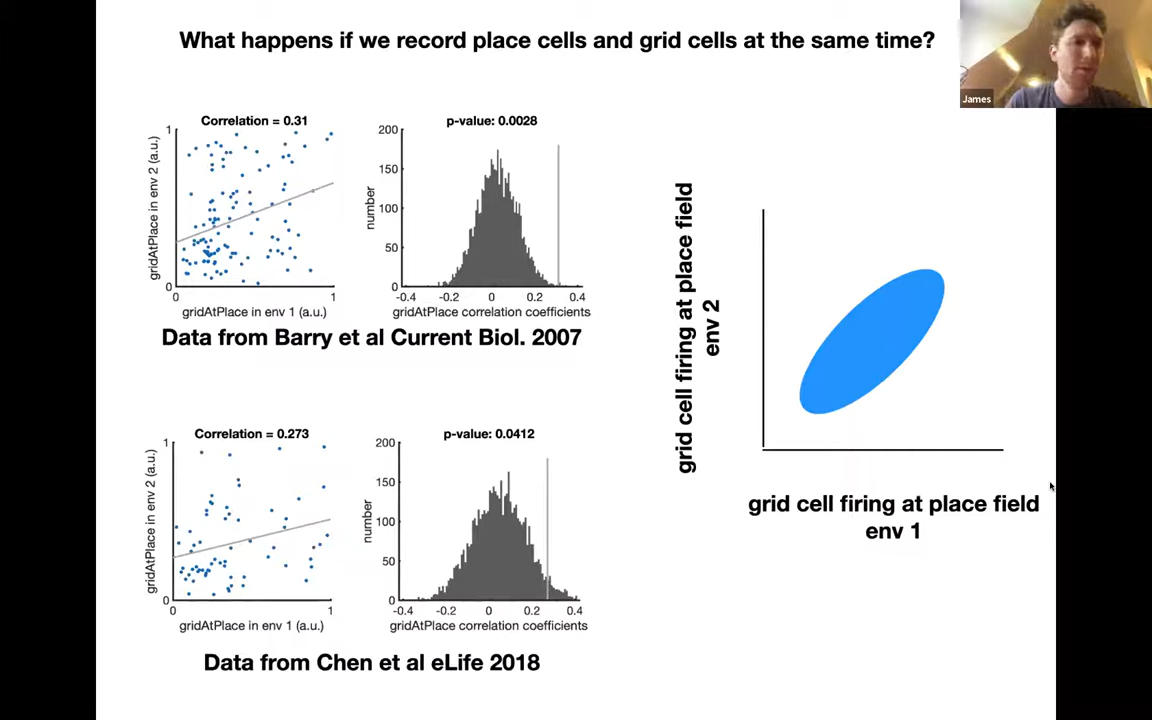 What happens if we record place cells and grid cells at the same time?
James
Correlation = 0.31
1
gridAtPlace in env 2 (a.u.)
0
0
1
gridAtPlace in env 1 (a.u.)
p-value: 0.0028
200
150
100
50
0
number
-0.4 -0.2 0 0.2 0.4
gridAtPlace correlation coefficients
Data from Barry et al Current Biol. 2007
Correlation = 0.273
1
gridAtPlace in env 2 (a.u.)
0
0
1
gridAtPlace in env 1 (a.u.)
p-value: 0.0412
200
150
100
50
0
number
-0.4 -0.2 0 0.2 0.4
gridAtPlace correlation coefficients
Data from Chen et al eLife 2018
grid cell firing at place field
env 2
grid cell firing at place field
env 1